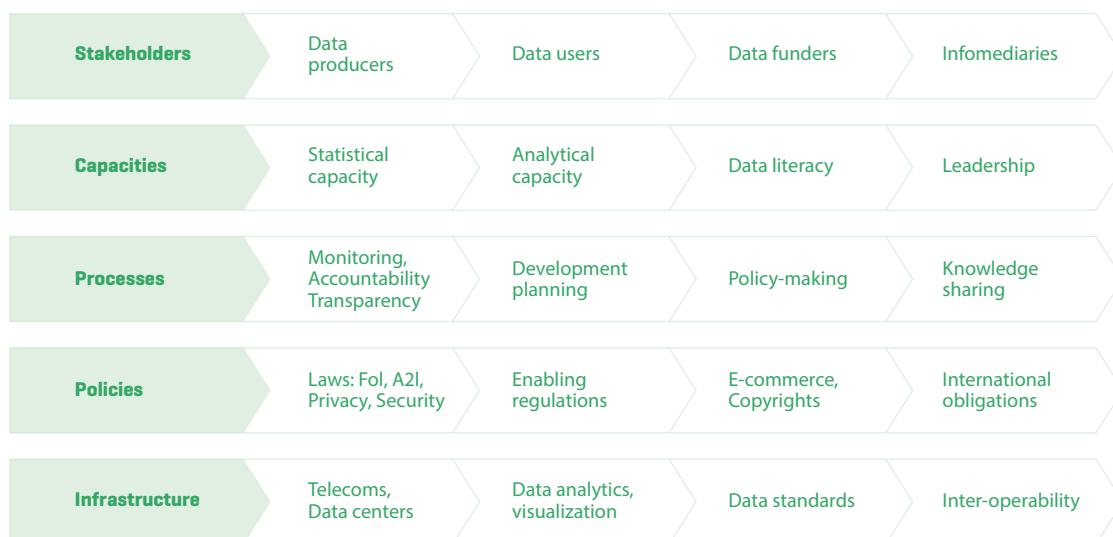 Stakeholders
Data
producers
Data users
Data funders
Infomediaries
Capacities
Statistical
capacity
Analytical
capacity
Data literacy
Leadership
Processes
Monitoring,
Accountability
Transparency
Development
planning
Policy-making
Knowledge
sharing
Policies
Laws: FoI, A2I,
Privacy, Security
Enabling
regulations
E-commerce,
Copyrights
International
obligations
Infrastructure
Telecoms,
Data centers
Data analytics,
visualization
Data standards
Inter-operability